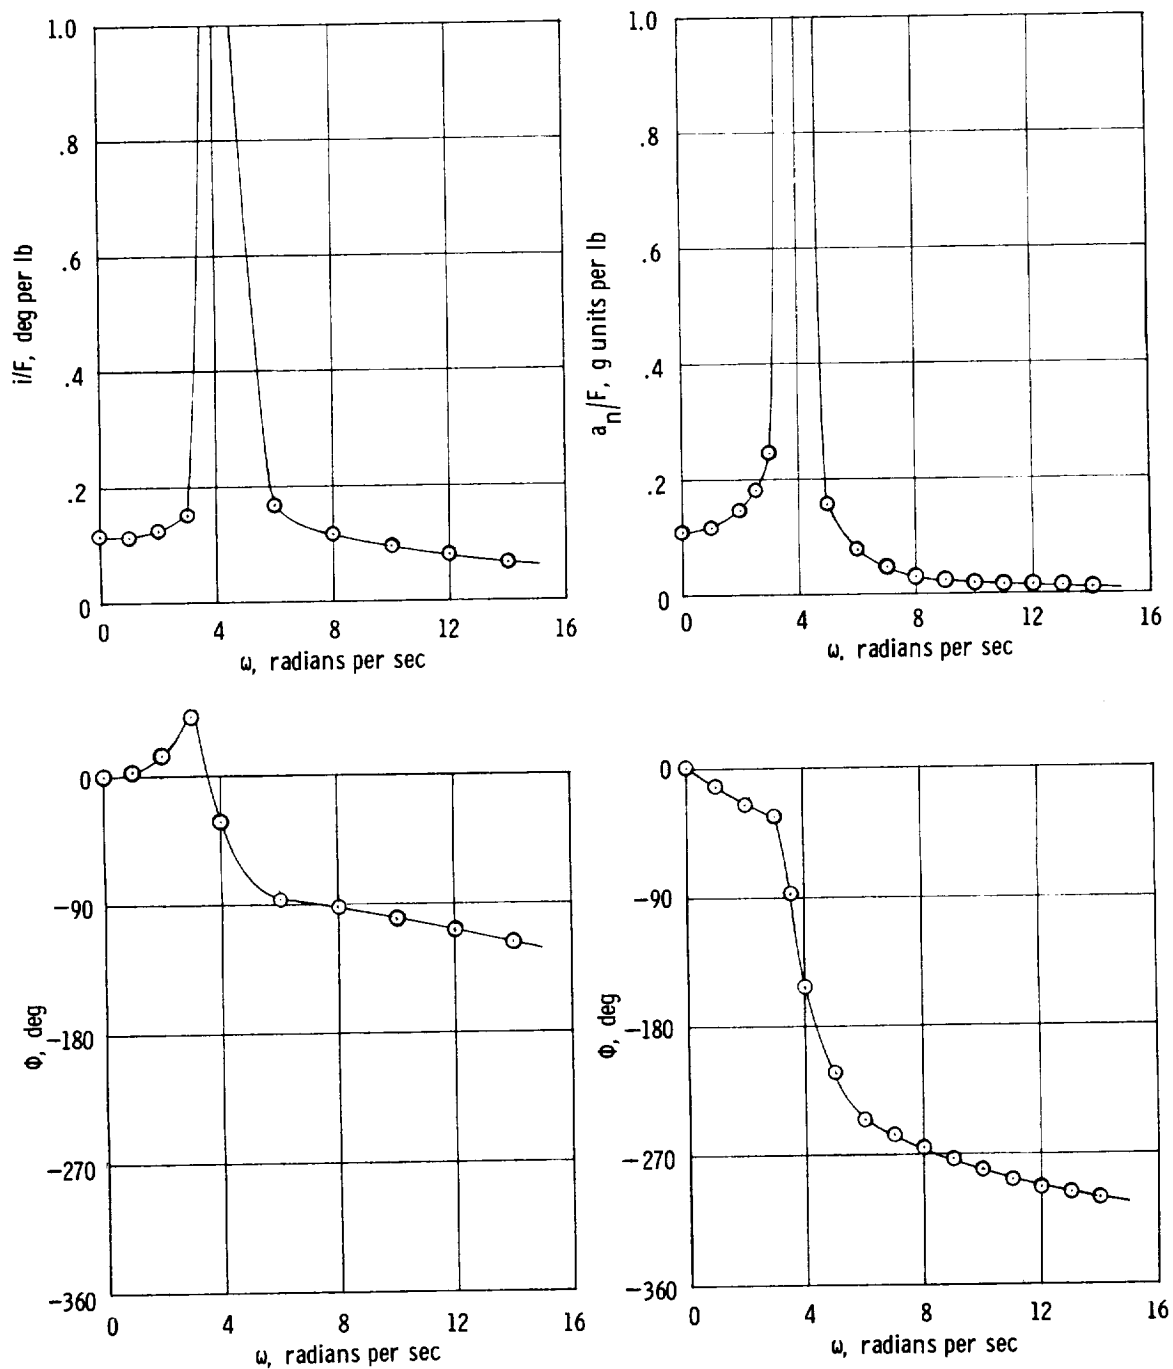 1.0
.8
.6
.4
.2
0
i/F, deg per lb
0 4 8 12 16
ω, radians per sec
1.0
.8
.6
.4
.2
0
an/F, g units per lb
0 4 8 12 16
ω, radians per sec
0
−90
−180
−270
−360
Φ, deg
0 4 8 12 16
ω, radians per sec
0
−90
−180
−270
−360
Φ, deg
0 4 8 12 16
ω, radians per sec